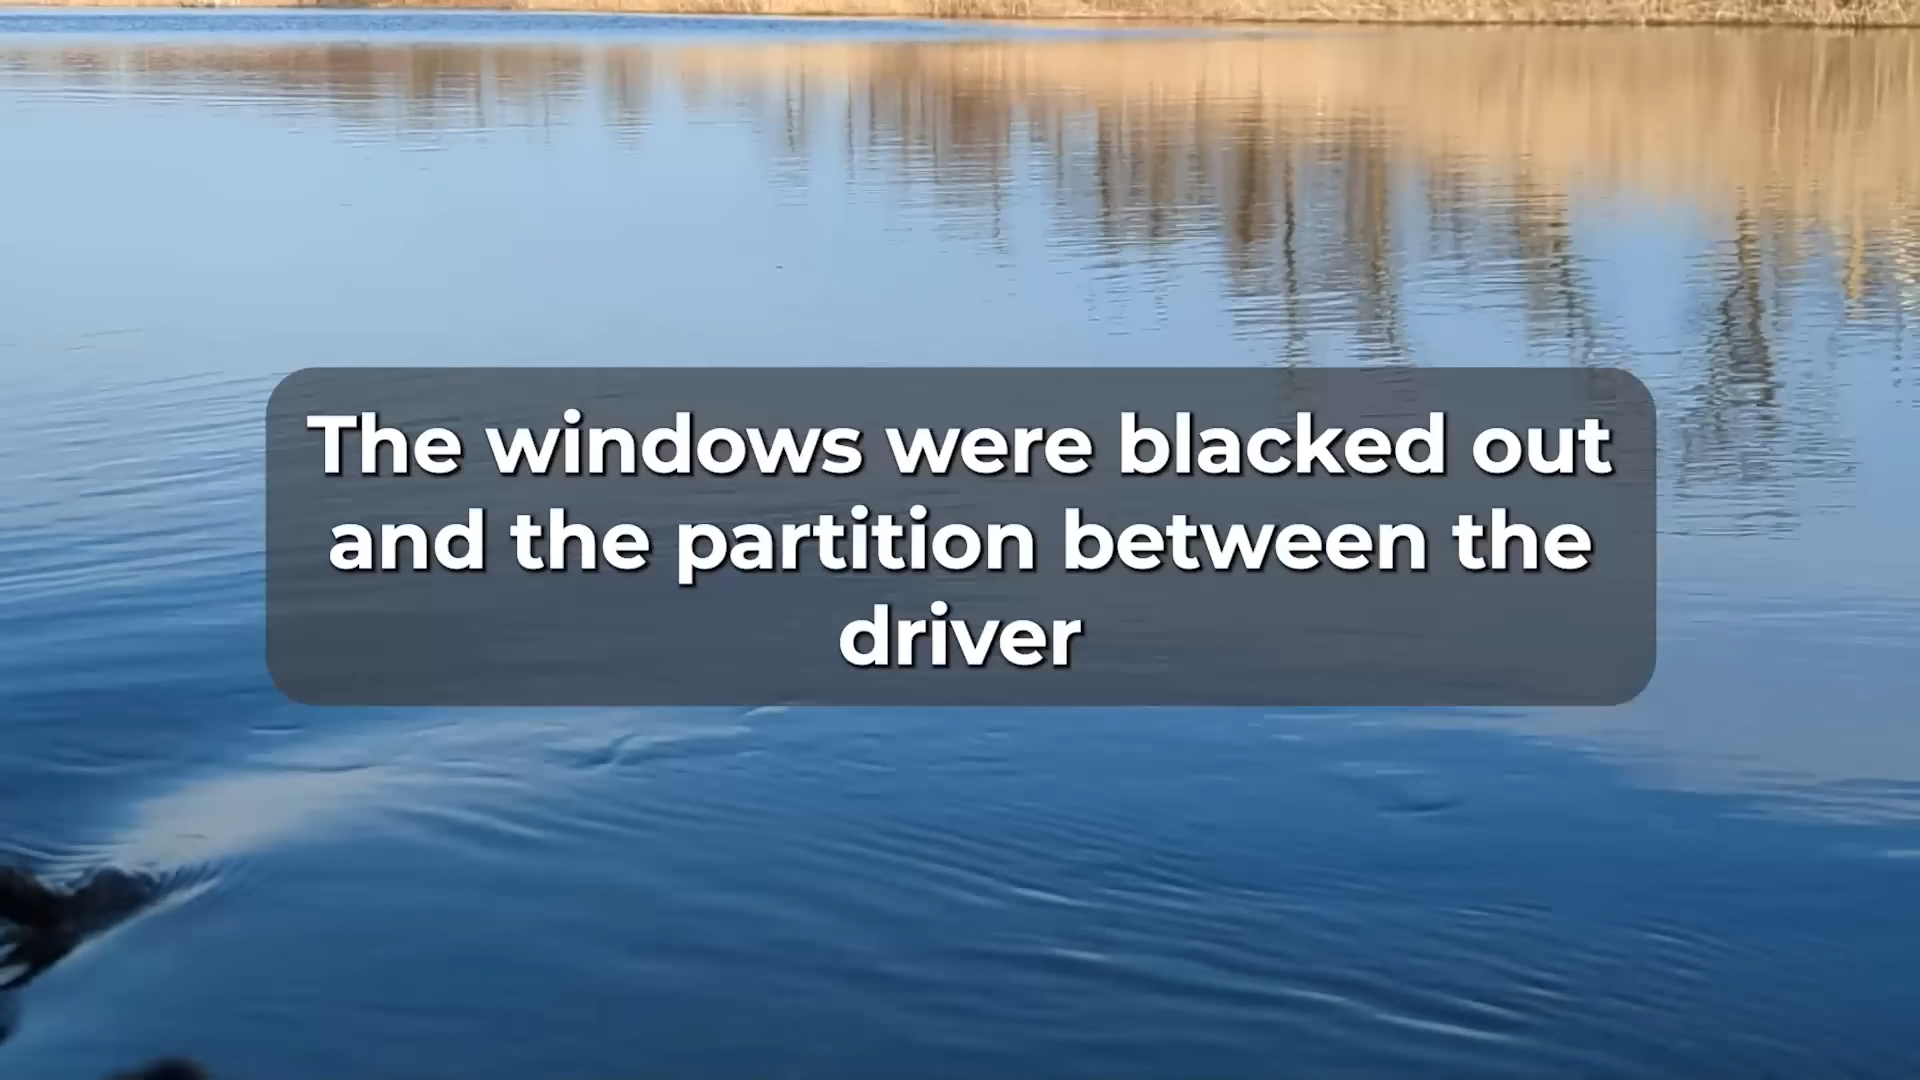 The windows were blacked out
and the partition between the
driver